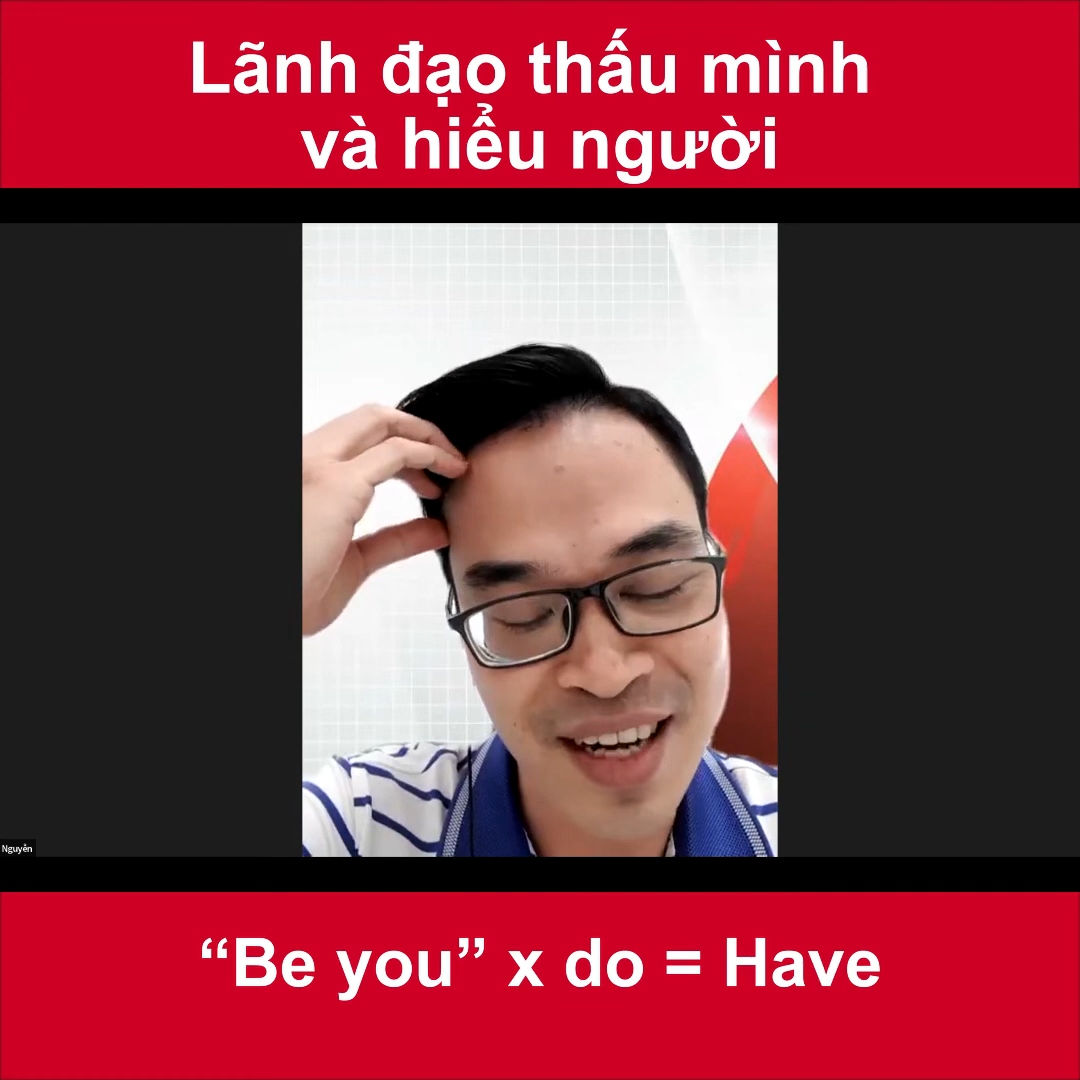 Lãnh đạo thấu mình
và hiểu người
Nguyễn
“Be you” x do = Have